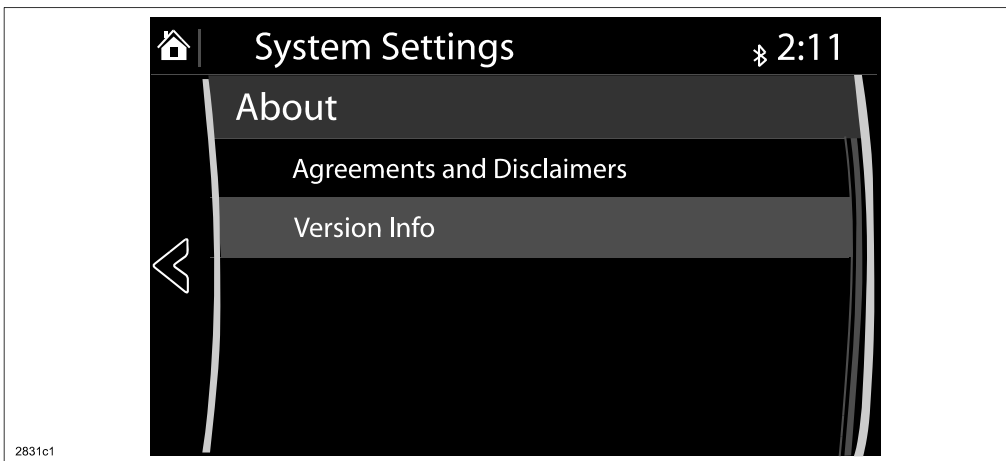 System Settings
2:11
About
Agreements and Disclaimers
Version Info
2831c1